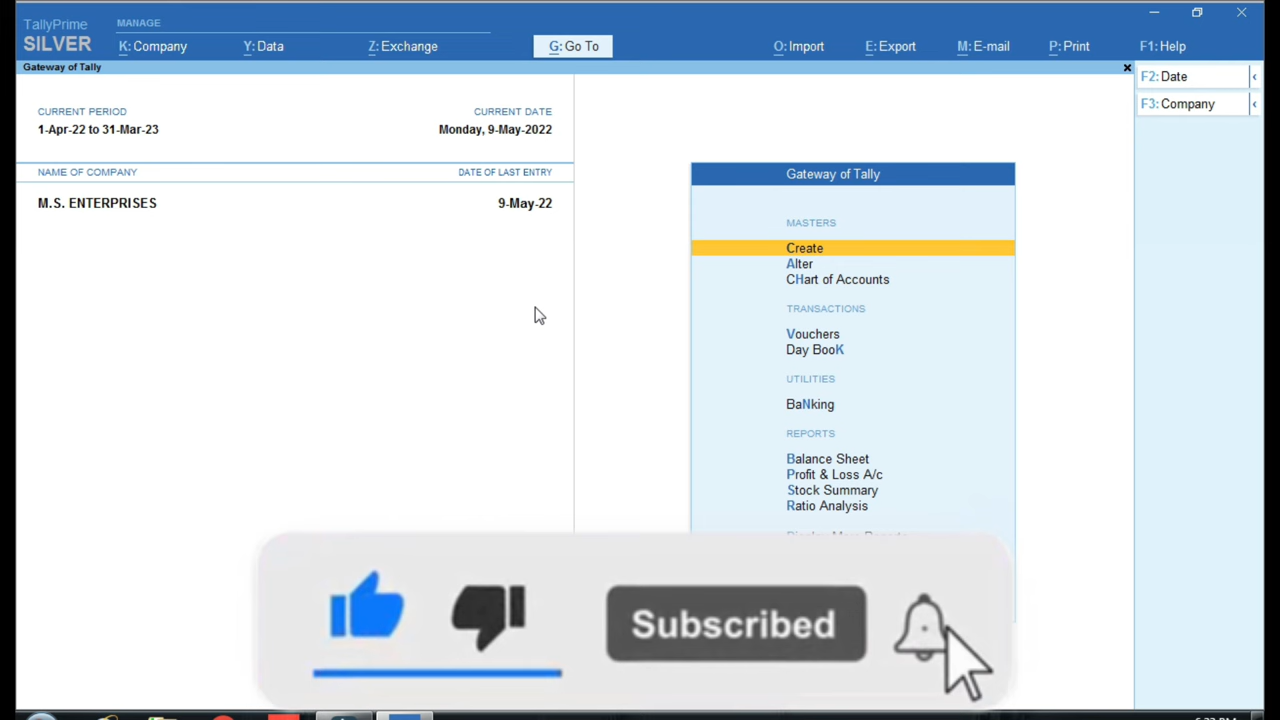 TallyPrime
MANAGE
SILVER
K: Company
Y: Data
Z: Exchange
G: Go To
O: Import
E: Export
M: E-mail
P: Print
F1: Help
Gateway of Tally
F2: Date
F3: Company
CURRENT PERIOD
CURRENT DATE
1-Apr-22 to 31-Mar-23
Monday, 9-May-2022
NAME OF COMPANY
DATE OF LAST ENTRY
M.S. ENTERPRISES
9-May-22
Gateway of Tally
MASTERS
Create
Alter
CHart of Accounts
TRANSACTIONS
Vouchers
Day BooK
UTILITIES
BaNking
REPORTS
Balance Sheet
Profit & Loss A/c
Stock Summary
Ratio Analysis
Subscribed